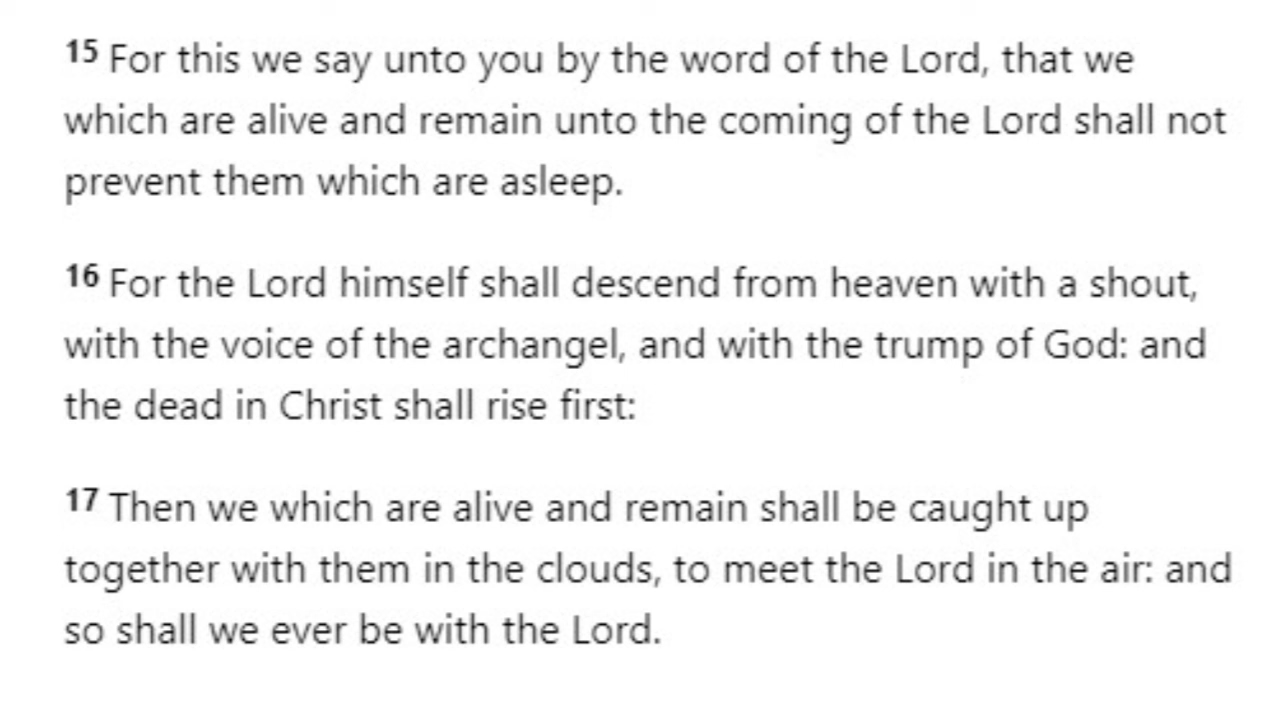 15 For this we say unto you by the word of the Lord, that we
which are alive and remain unto the coming of the Lord shall not
prevent them which are asleep.
16 For the Lord himself shall descend from heaven with a shout,
with the voice of the archangel, and with the trump of God: and
the dead in Christ shall rise first:
17 Then we which are alive and remain shall be caught up
together with them in the clouds, to meet the Lord in the air: and
so shall we ever be with the Lord.